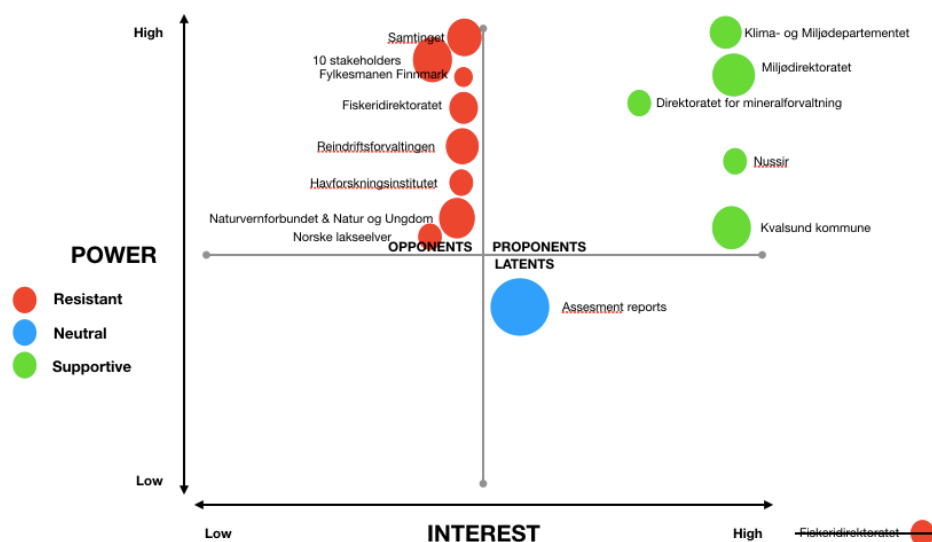 High
Samtinget
10 stakeholders
Fylkesmanen Finnmark
Fiskeridirektoratet
Reindriftsforvaltingen
Havforskningsinstitutet
Naturvernforbundet & Natur og Ungdom
Norske lakseelver
Klima- og Miljødepartementet
Miljødirektoratet
Direktoratet for mineralforvaltning
Nussir
Kvalsund kommune
OPPONENTS
PROPONENTS
LATENTS
POWER
Resistant
Neutral
Supportive
Assesment reports
Low
Low
INTEREST
High
Fiskeridirektoratet